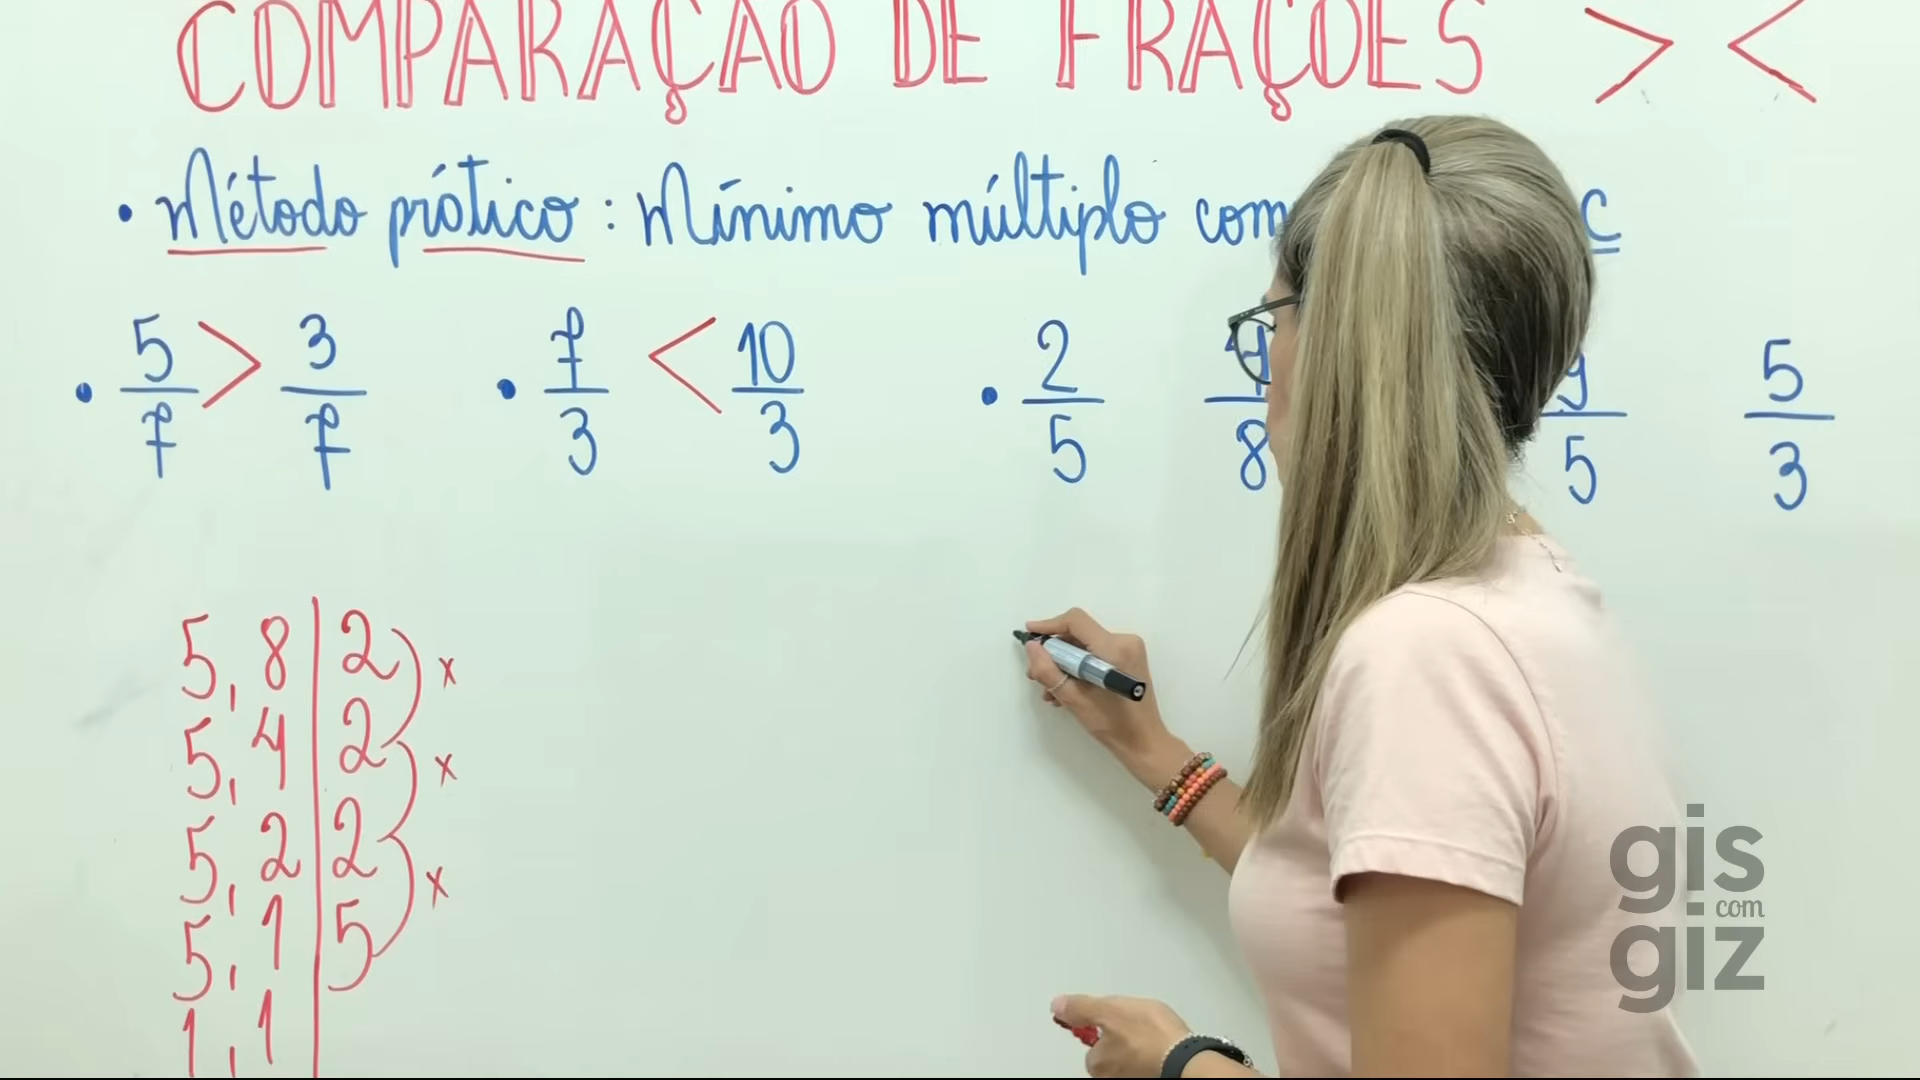 COMPARAÇÃO DE FRAÇÕES > <
• Método prático : Mínimo múltiplo com C
• 5/7 > 3/7 • 7/3 < 10/3 • 2/5 4/8 9/5 5/3
5, 8 | 2 x
5, 4 | 2 x
5, 2 | 2 x
5, 1 | 5
1, 1 |
gis
com
giz